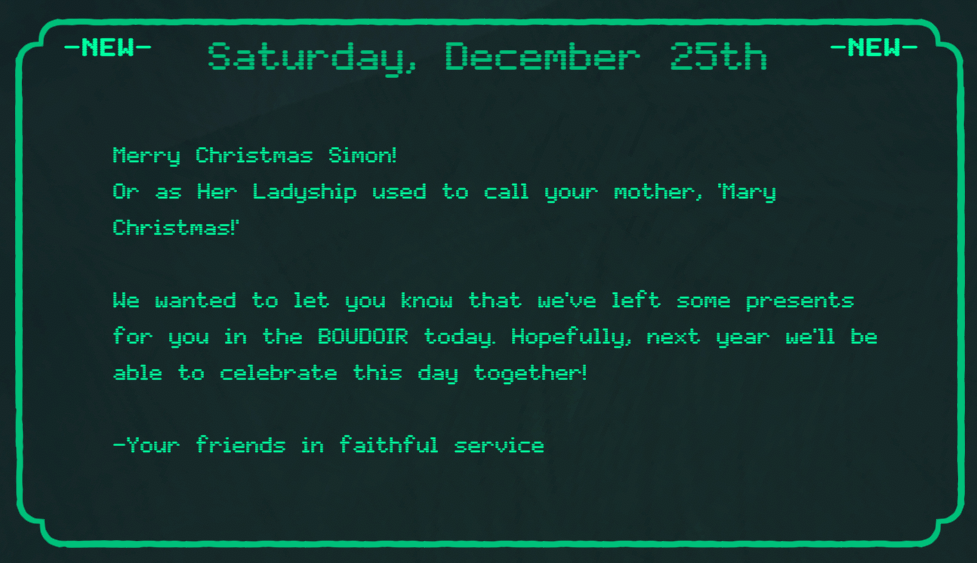 -NEW- Saturday, December 25th -NEW-
Merry Christmas Simon!
Or as Her Ladyship used to call your mother, "Mary
Christmas!"
We wanted to let you know that we've left some presents
for you in the BOUDOIR today. Hopefully, next year we'll be
able to celebrate this day together!
-Your friends in faithful service